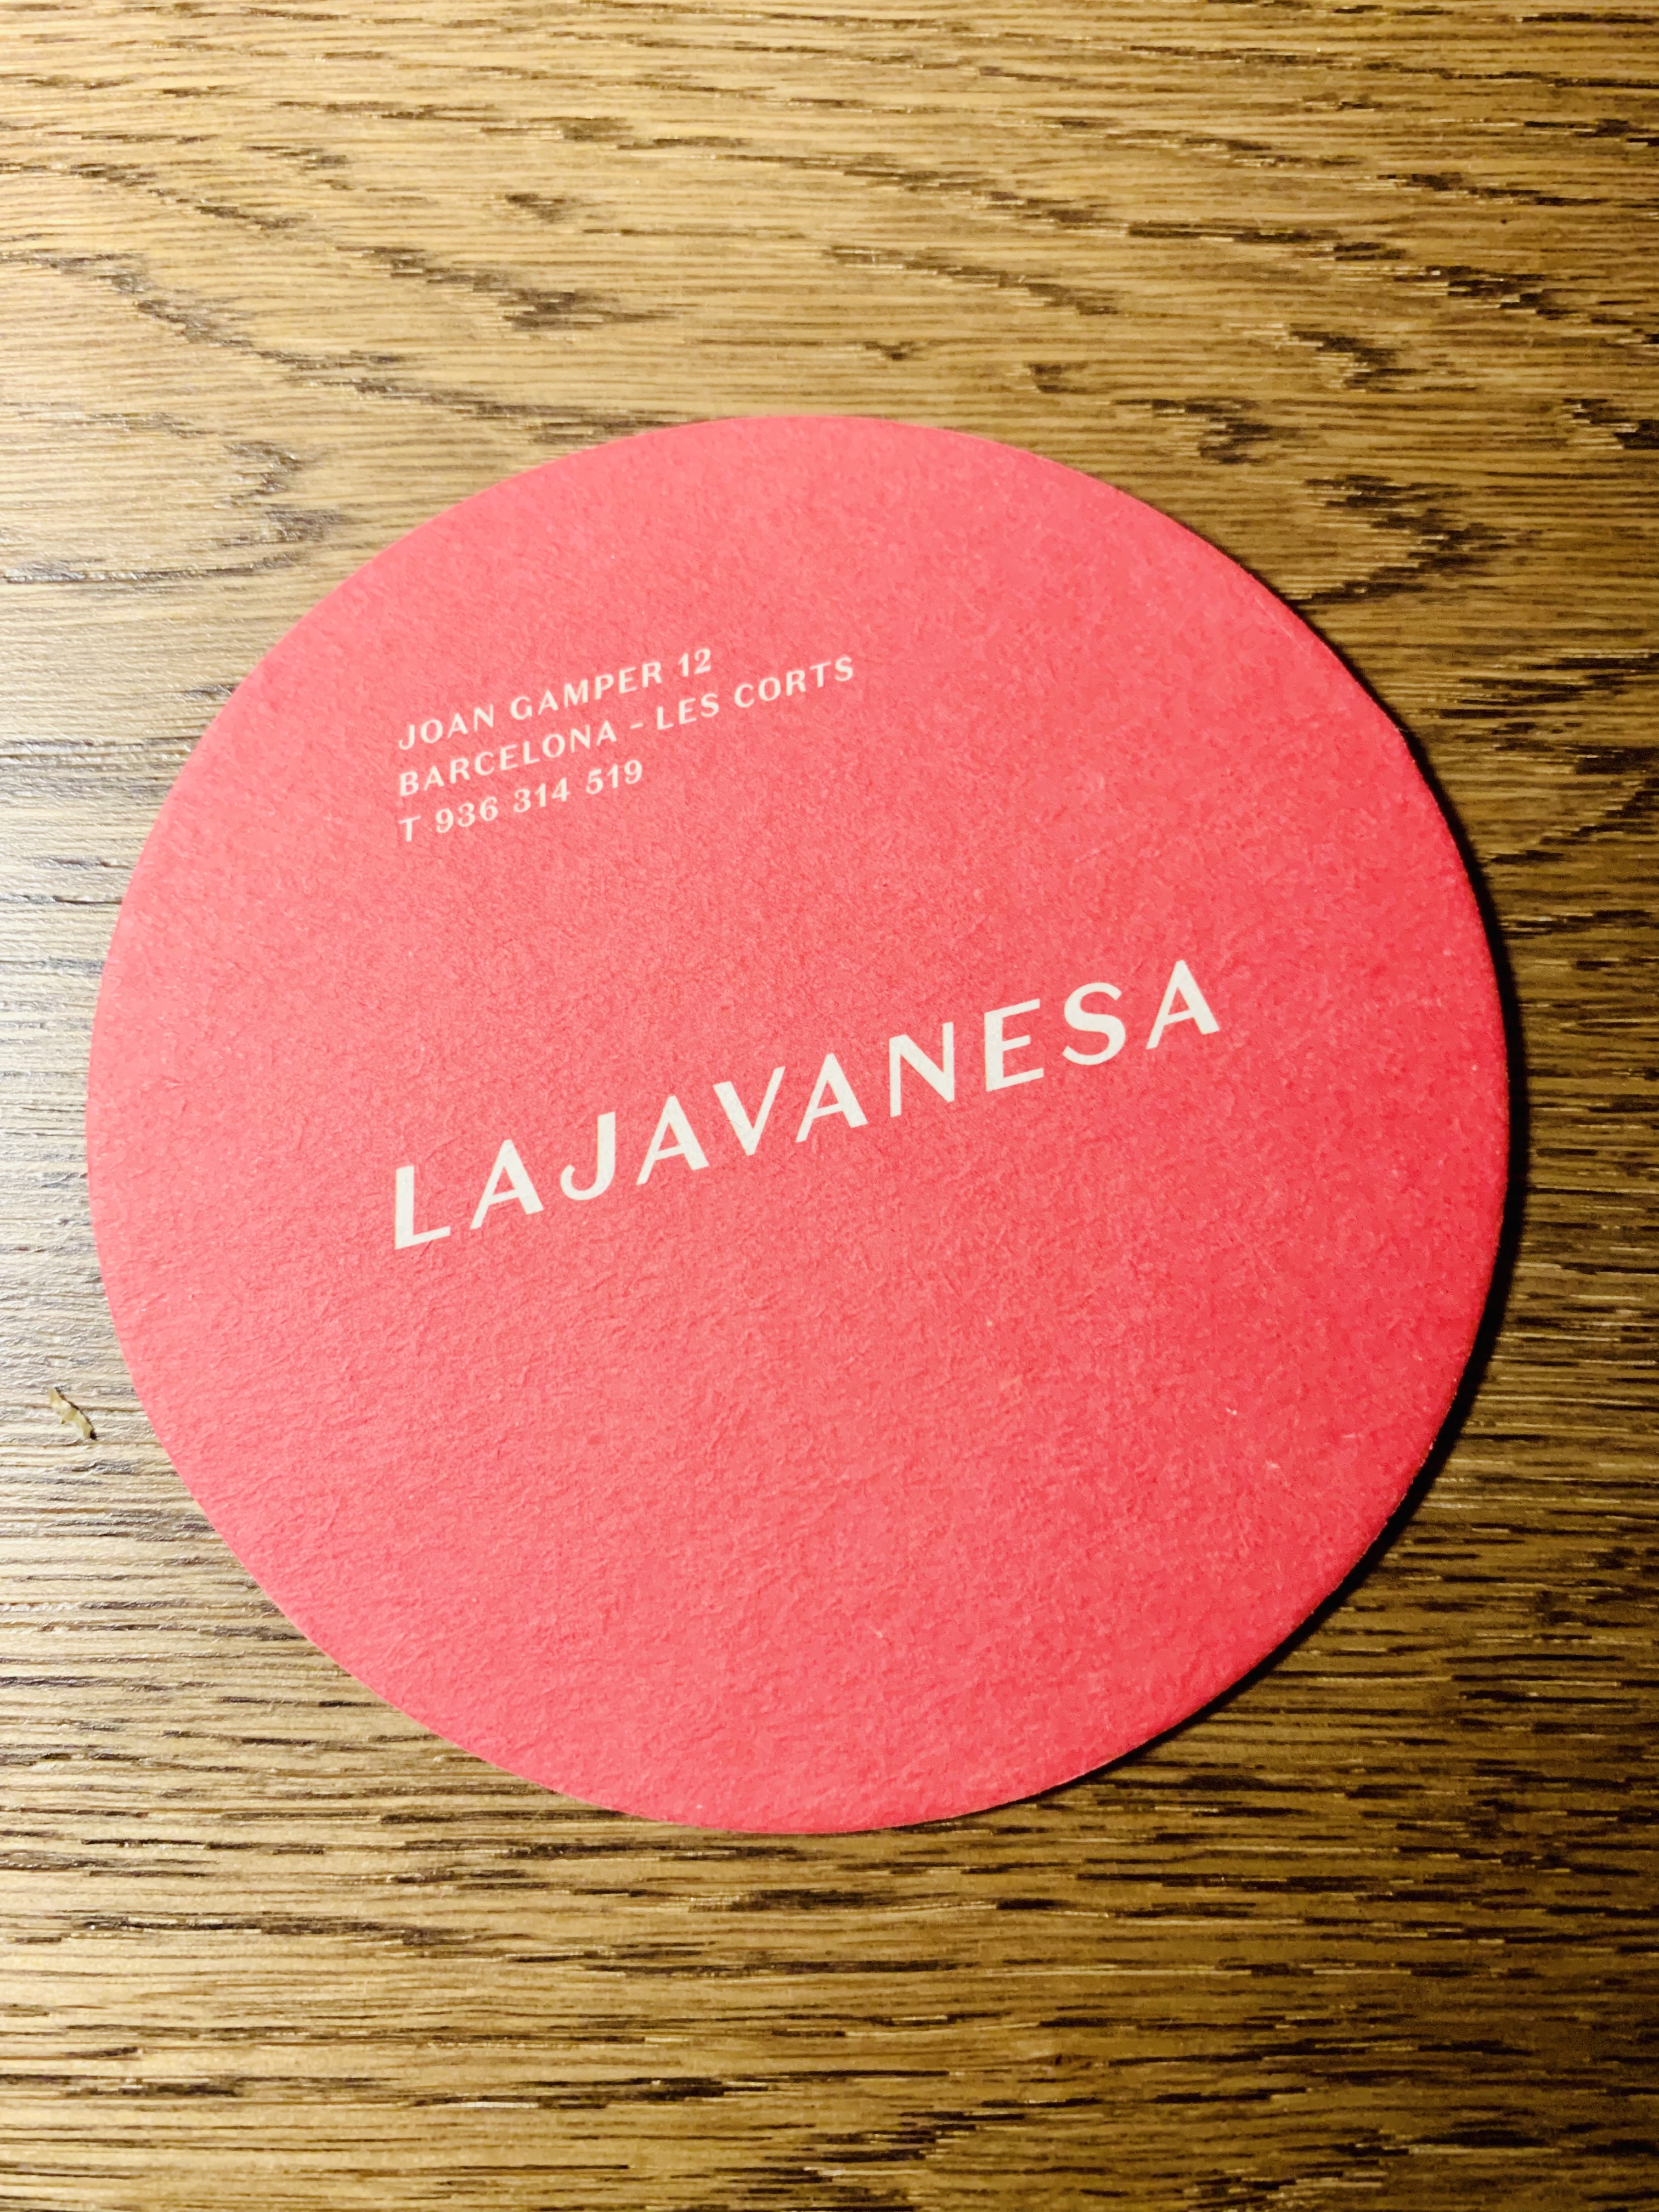 JOAN GAMPER 12
BARCELONA – LES CORTS
T 936 314 519
LAJAVANESA